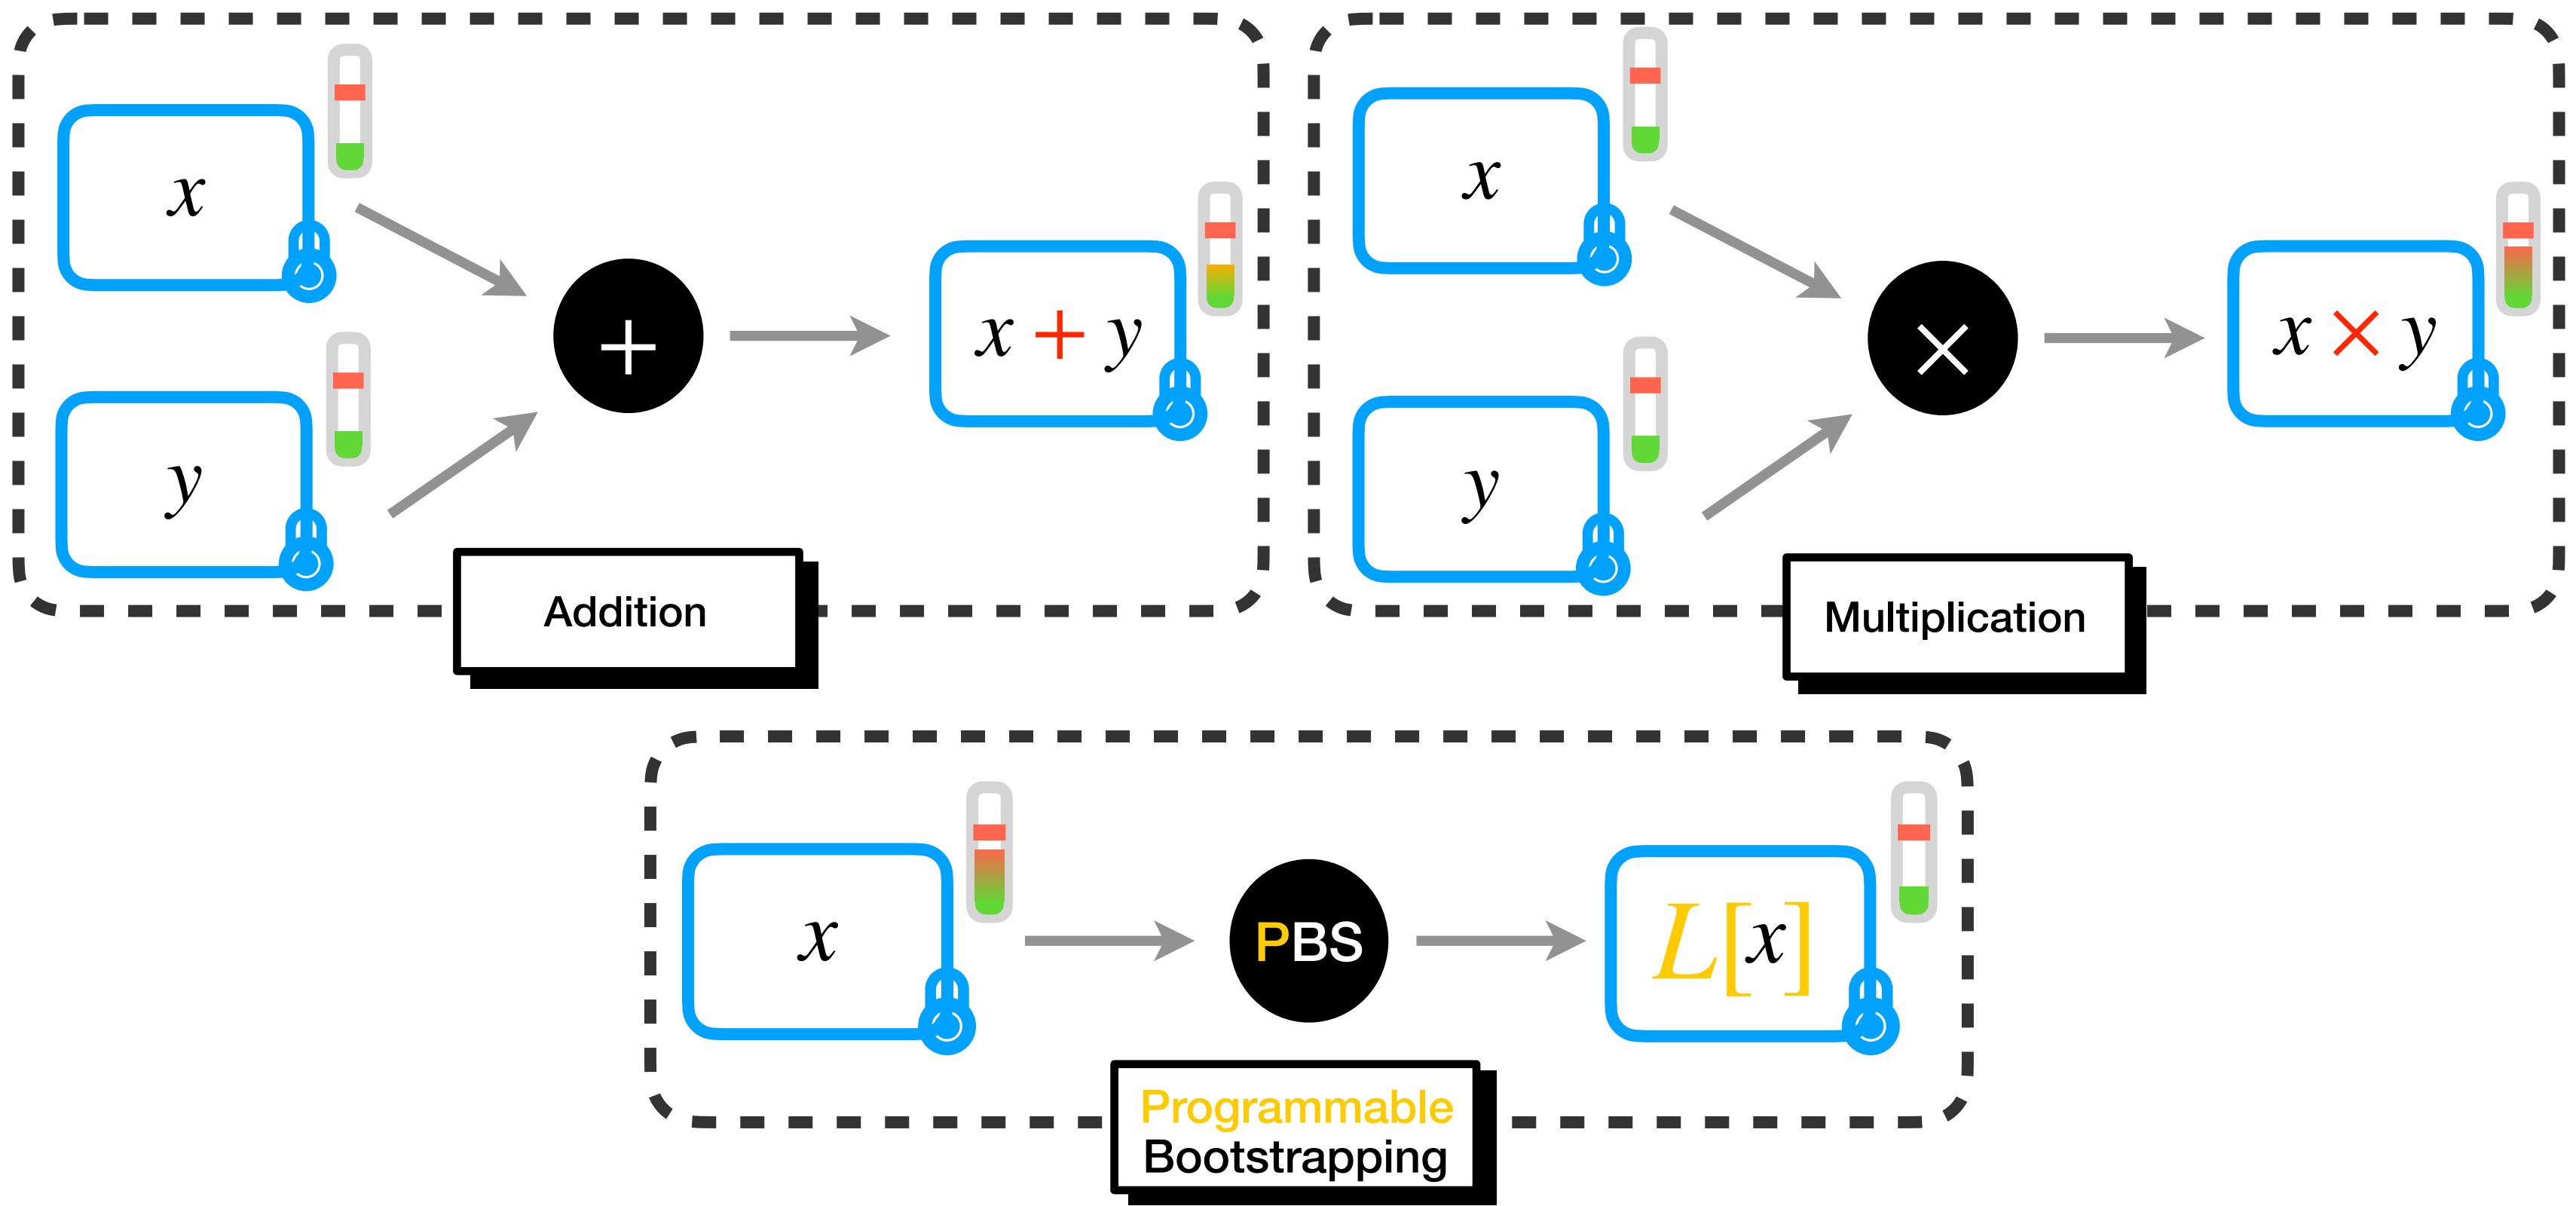 x
y
+
x + y
Addition
x
y
×
x × y
Multiplication
x
PBS
L[x]
Programmable
Bootstrapping